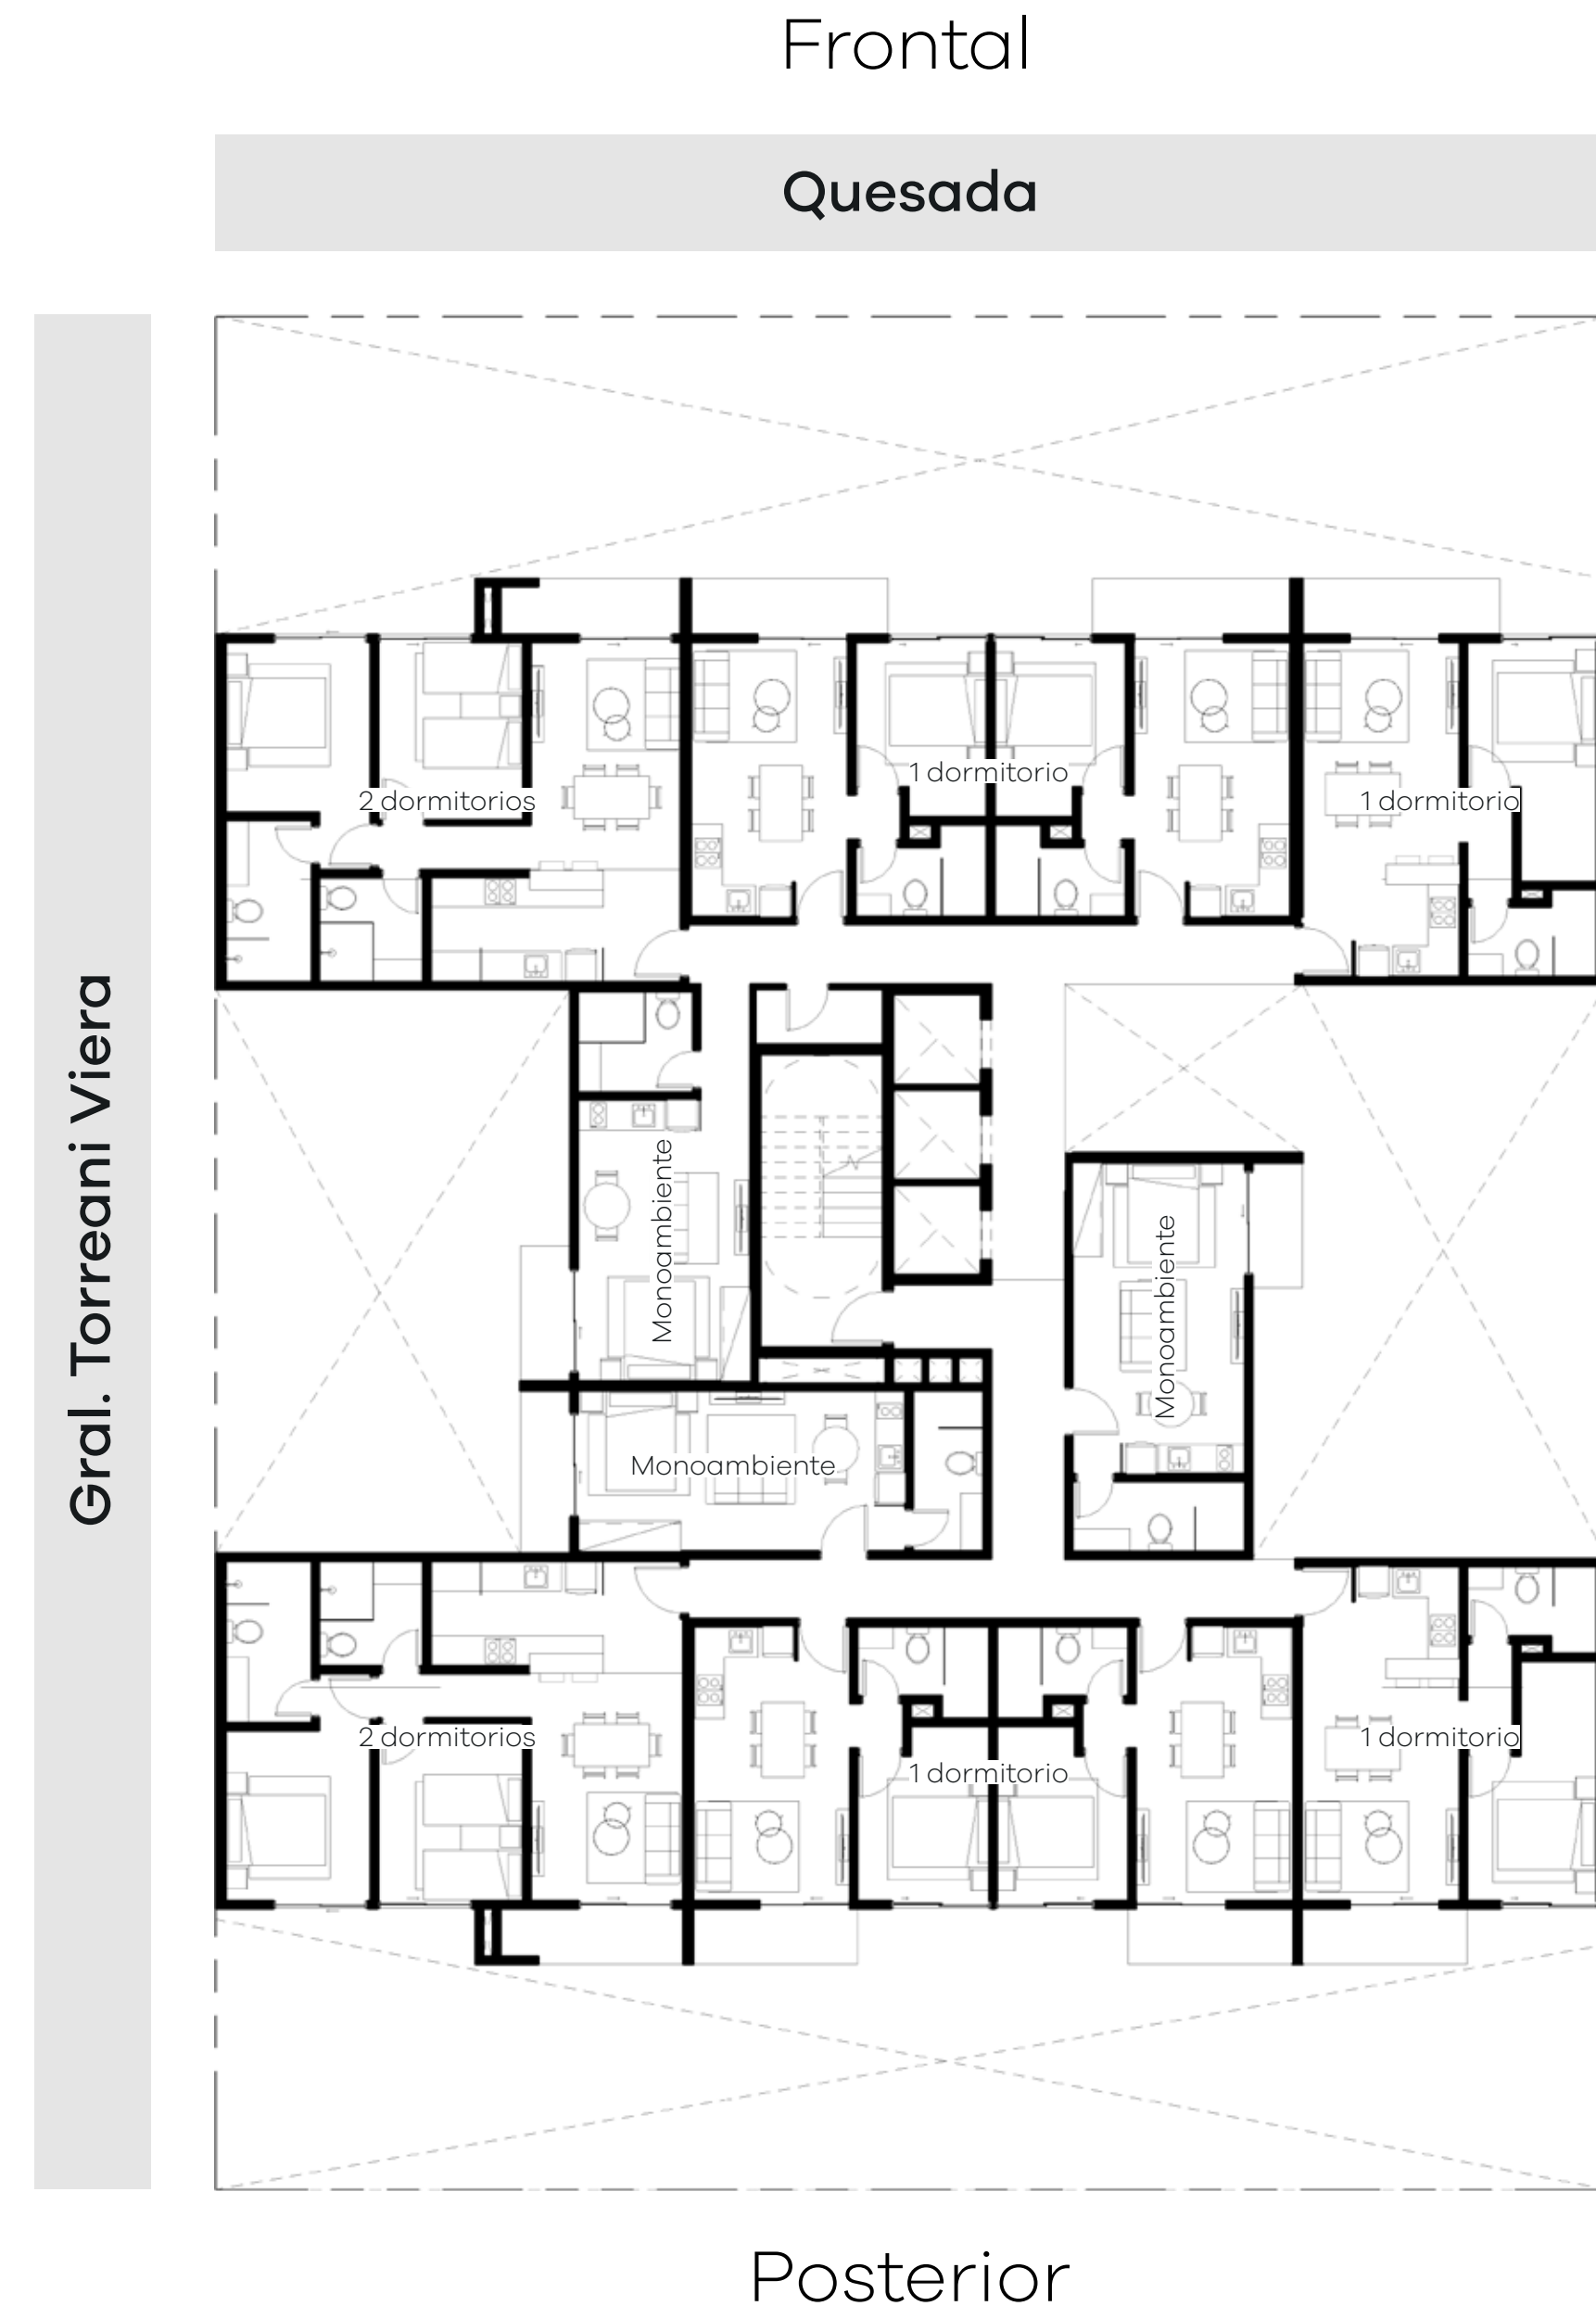 Frontal
Quesada
Gral. Torreani Viera
1 dormitorio
2 dormitorios
1 dormitorio
Monoambiente
Monoambiente
Monoambiente
2 dormitorios
1 dormitorio
1 dormitorio
Posterior